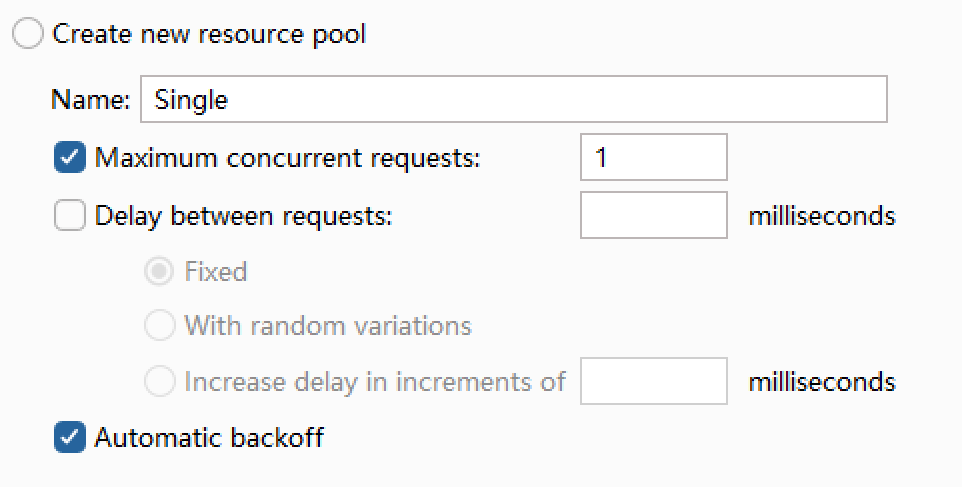 Create new resource pool
Name: Single
Maximum concurrent requests: 1
Delay between requests: milliseconds
Fixed
With random variations
Increase delay in increments of milliseconds
Automatic backoff